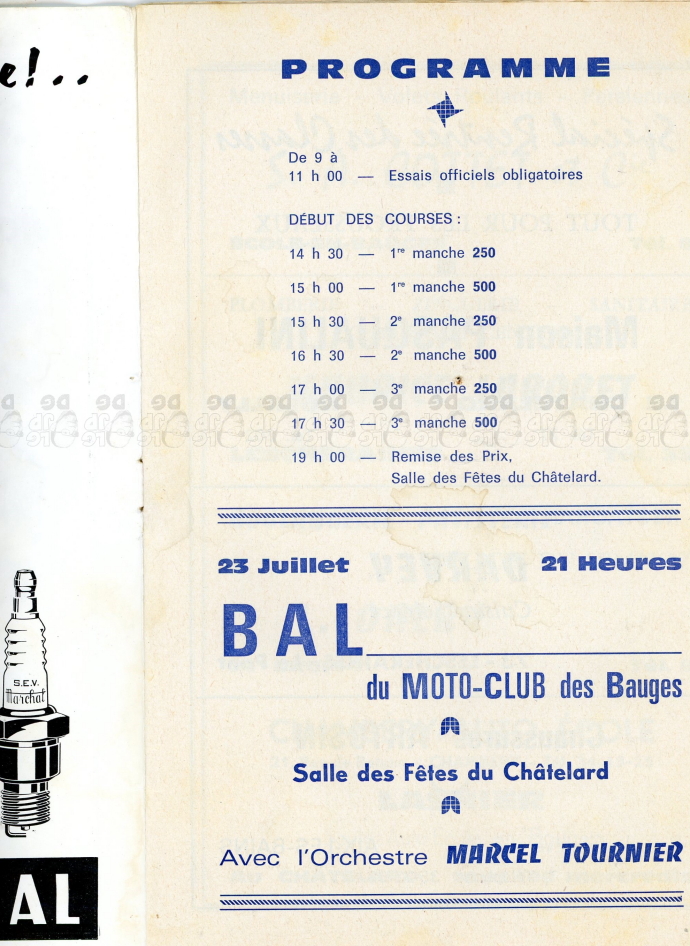 e!..
S.E.V.
Marchal
AL
PROGRAMME
De 9 à
11 h 00 — Essais officiels obligatoires
DÉBUT DES COURSES :
14 h 30 — 1re manche 250
15 h 00 — 1re manche 500
15 h 30 — 2e manche 250
16 h 30 — 2e manche 500
17 h 00 — 3e manche 250
17 h 30 — 3e manche 500
19 h 00 — Remise des Prix,
Salle des Fêtes du Châtelard.
23 Juillet 21 Heures
BAL
du MOTO-CLUB des Bauges
Salle des Fêtes du Châtelard
Avec l'Orchestre MARCEL TOURNIER